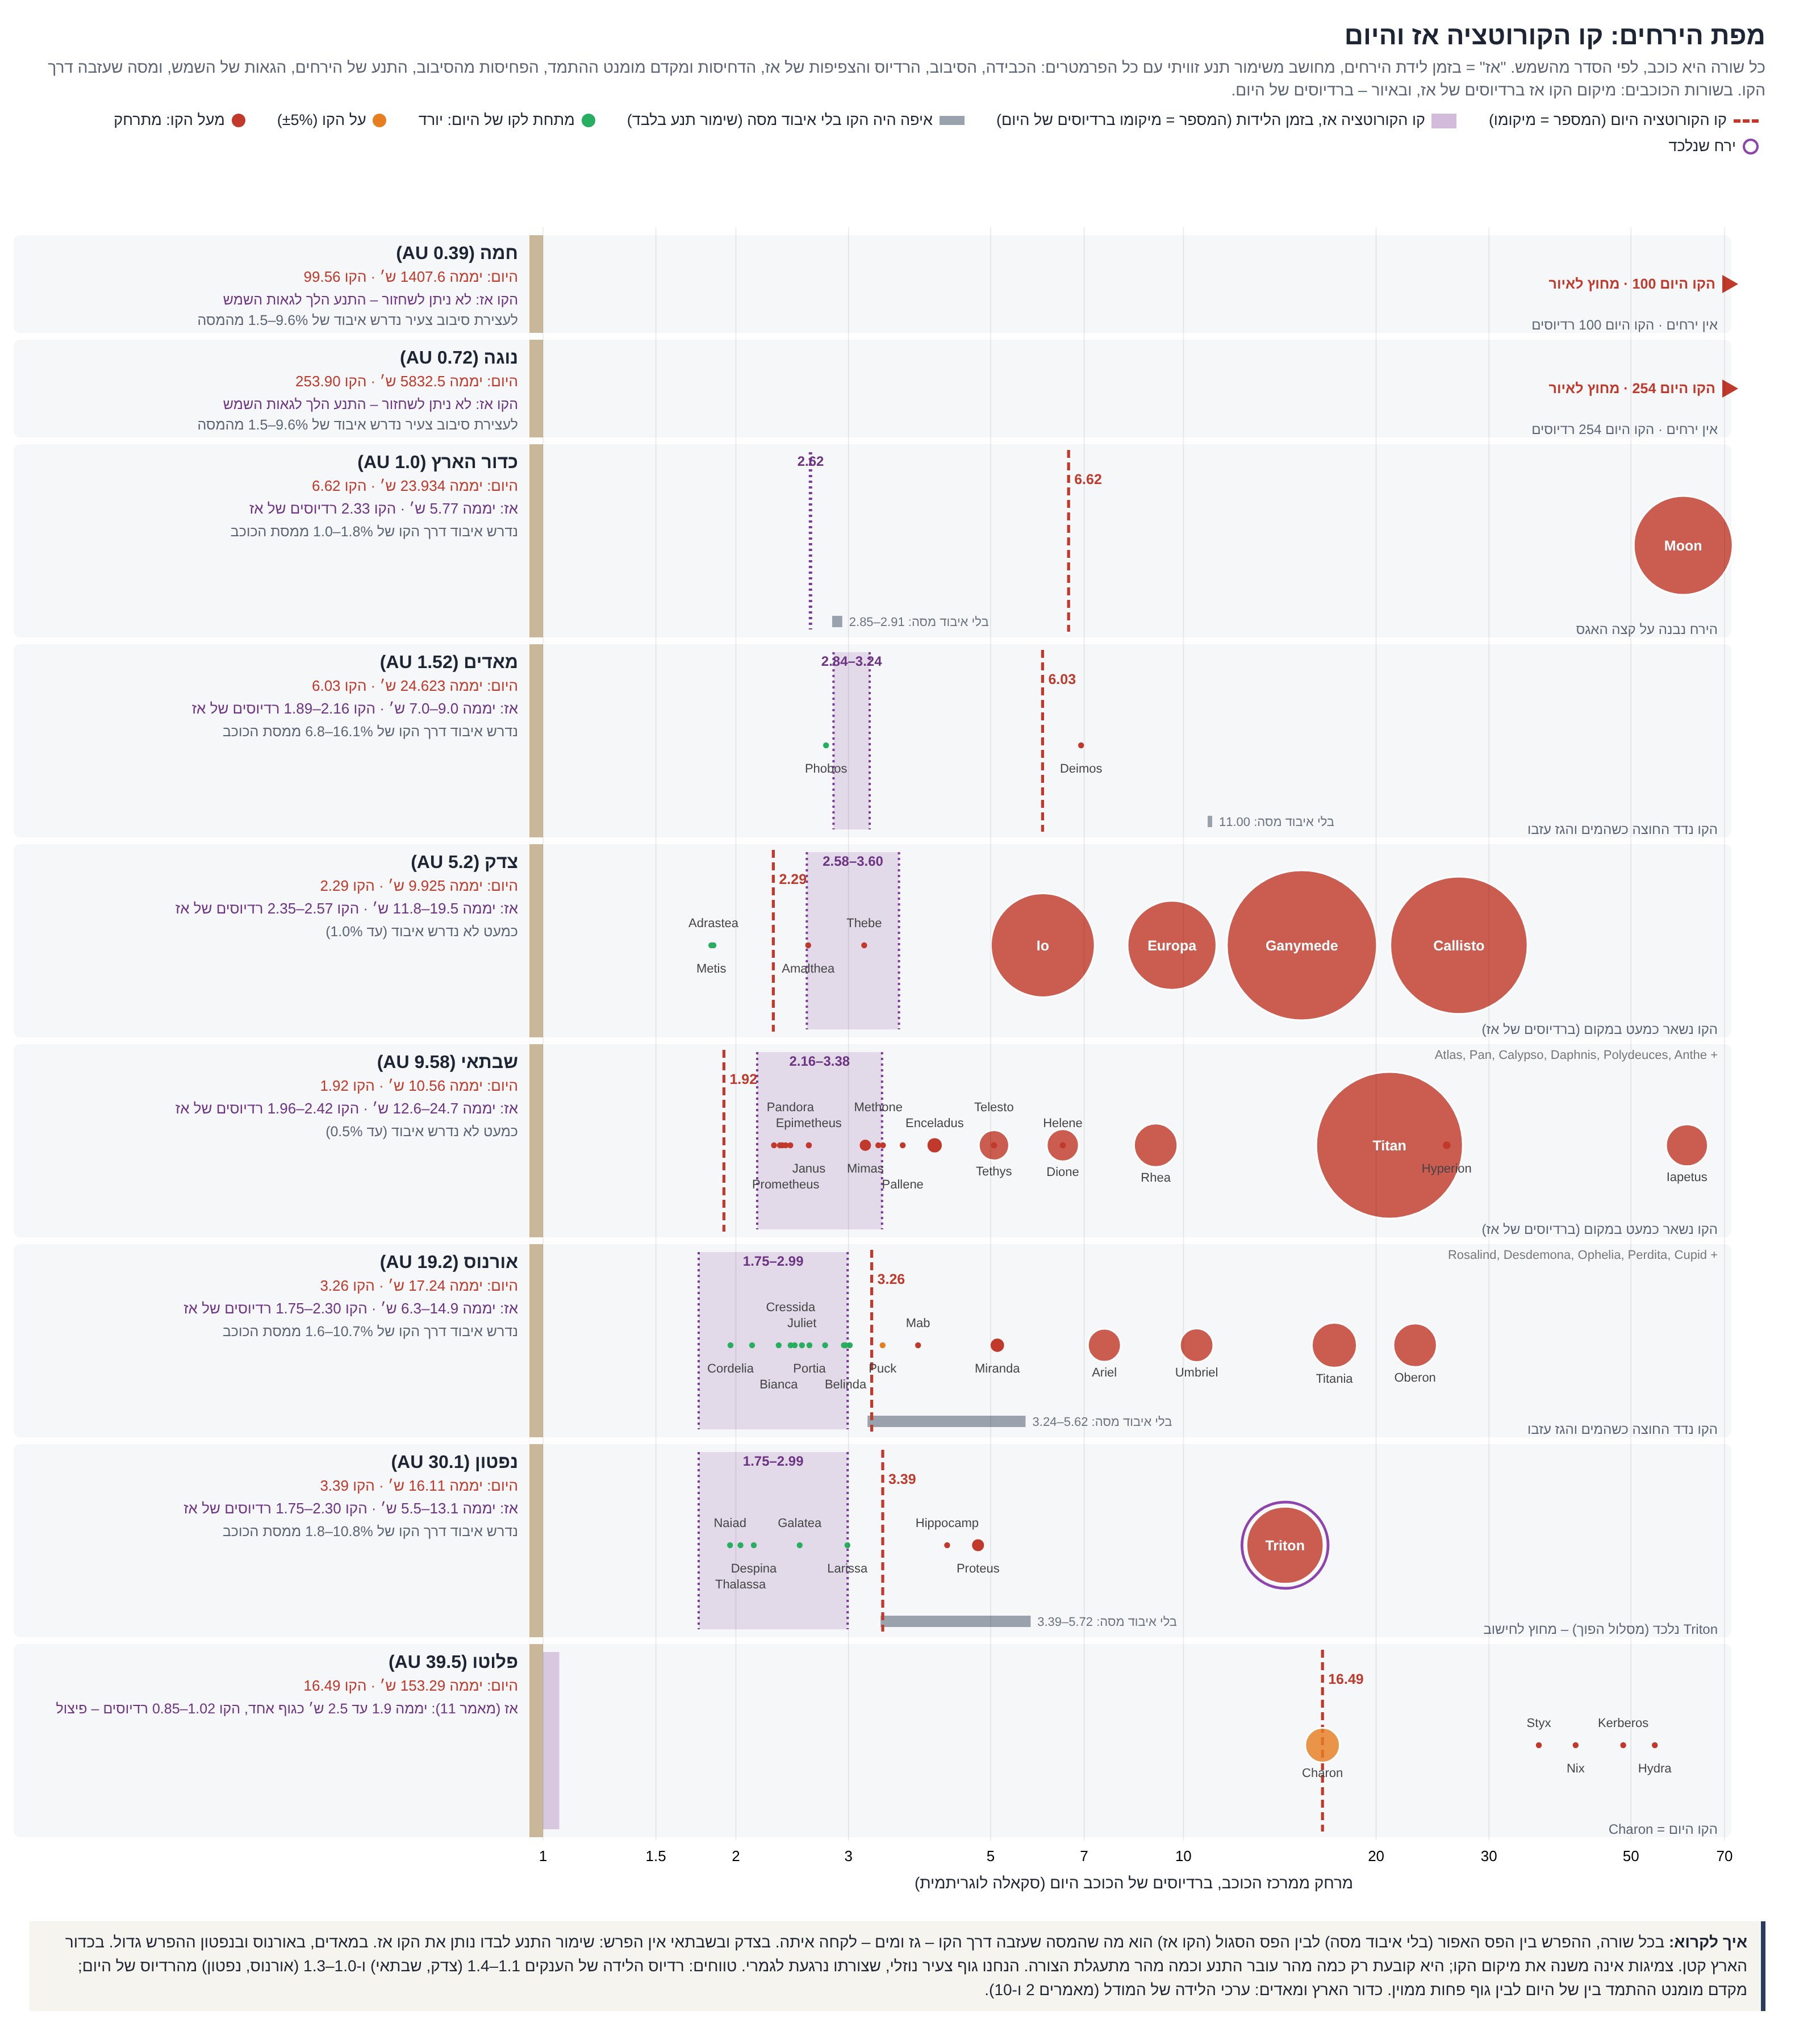 מפת הירחים: קו הקורוטציה אז והיום
כל שורה היא כוכב, לפי הסדר מהשמש. "אז" = בזמן לידת הירחים, מחושב משימור תנע זוויתי עם כל הפרמטרים: הכבידה, הסיבוב, הרדיוס והצפיפות של אז, הדחיסות ומקדם מומנט ההתמד, הפחיסות מהסיבוב, התנע של הירחים, הגאות של השמש, ומסה שעזבה דרך
הקו. בשורות הכוכבים: מיקום הקו אז ברדיוסים של אז, ובאיור – ברדיוסים של היום.
קו הקורוטציה היום (המספר = מיקומו)
קו הקורוטציה אז, בזמן הלידות (המספר = מיקומו ברדיוסים של היום)
איפה היה הקו בלי איבוד מסה (שימור תנע בלבד)
מתחת לקו של היום: יורד
על הקו (±5%)
מעל הקו: מתרחק
ירח שנלכד
חמה (0.39 AU)
היום: יממה 1407.6 ש׳ · הקו 99.56
הקו אז: לא ניתן לשחזור – התנע הלך לגאות השמש
לעצירת סיבוב צעיר נדרש איבוד של 1.5–9.6% מהמסה
הקו היום 100 · מחוץ לאיור
אין ירחים · הקו היום 100 רדיוסים
נוגה (0.72 AU)
היום: יממה 5832.5 ש׳ · הקו 253.90
הקו אז: לא ניתן לשחזור – התנע הלך לגאות השמש
לעצירת סיבוב צעיר נדרש איבוד של 1.5–9.6% מהמסה
הקו היום 254 · מחוץ לאיור
אין ירחים · הקו היום 254 רדיוסים
כדור הארץ (1.0 AU)
היום: יממה 23.934 ש׳ · הקו 6.62
אז: יממה 5.77 ש׳ · הקו 2.33 רדיוסים של אז
נדרש איבוד דרך הקו של 1.0–1.8% ממסת הכוכב
2.62
6.62
Moon
בלי איבוד מסה: 2.85–2.91
הירח נבנה על קצה האגס
מאדים (1.52 AU)
היום: יממה 24.623 ש׳ · הקו 6.03
אז: יממה 7.0–9.0 ש׳ · הקו 1.89–2.16 רדיוסים של אז
נדרש איבוד דרך הקו של 6.8–16.1% ממסת הכוכב
2.84–3.24
6.03
Phobos
Deimos
בלי איבוד מסה: 11.00
הקו נדד החוצה כשהמים והגז עזבו
צדק (5.2 AU)
היום: יממה 9.925 ש׳ · הקו 2.29
אז: יממה 11.8–19.5 ש׳ · הקו 2.35–2.57 רדיוסים של אז
כמעט לא נדרש איבוד (עד 1.0%)
2.58–3.60
2.29
Adrastea
Thebe
Metis
Amalthea
Io
Europa
Ganymede
Callisto
הקו נשאר כמעט במקום (ברדיוסים של אז)
שבתאי (9.58 AU)
היום: יממה 10.56 ש׳ · הקו 1.92
אז: יממה 12.6–24.7 ש׳ · הקו 1.96–2.42 רדיוסים של אז
כמעט לא נדרש איבוד (עד 0.5%)
Atlas, Pan, Calypso, Daphnis, Polydeuces, Anthe +
2.16–3.38
1.92
Pandora
Methone
Telesto
Epimetheus
Enceladus
Helene
Titan
Janus
Mimas
Tethys
Dione
Rhea
Hyperion
Iapetus
Prometheus
Pallene
הקו נשאר כמעט במקום (ברדיוסים של אז)
אורנוס (19.2 AU)
היום: יממה 17.24 ש׳ · הקו 3.26
אז: יממה 6.3–14.9 ש׳ · הקו 1.75–2.30 רדיוסים של אז
נדרש איבוד דרך הקו של 1.6–10.7% ממסת הכוכב
Rosalind, Desdemona, Ophelia, Perdita, Cupid +
1.75–2.99
3.26
Cressida
Juliet
Mab
Cordelia
Portia
Puck
Miranda
Ariel
Umbriel
Titania
Oberon
Bianca
Belinda
בלי איבוד מסה: 3.24–5.62
הקו נדד החוצה כשהמים והגז עזבו
נפטון (30.1 AU)
היום: יממה 16.11 ש׳ · הקו 3.39
אז: יממה 5.5–13.1 ש׳ · הקו 1.75–2.30 רדיוסים של אז
נדרש איבוד דרך הקו של 1.8–10.8% ממסת הכוכב
1.75–2.99
3.39
Naiad
Galatea
Hippocamp
Triton
Despina
Larissa
Proteus
Thalassa
בלי איבוד מסה: 3.39–5.72
Triton נלכד (מסלול הפוך) – מחוץ לחישוב
פלוטו (39.5 AU)
היום: יממה 153.29 ש׳ · הקו 16.49
אז (מאמר 11): יממה 1.9 עד 2.5 ש׳ כגוף אחד, הקו 0.85–1.02 רדיוסים – פיצול
16.49
Styx
Kerberos
Charon
Nix
Hydra
הקו היום = Charon
1 1.5 2 3 5 7 10 20 30 50 70
מרחק ממרכז הכוכב, ברדיוסים של הכוכב היום (סקאלה לוגריתמית)
איך לקרוא: בכל שורה, ההפרש בין הפס האפור (בלי איבוד מסה) לבין הפס הסגול (הקו אז) הוא מה שהמסה שעזבה דרך הקו – גז ומים – לקחה איתה. בצדק ובשבתאי אין הפרש: שימור התנע לבדו נותן את הקו אז. במאדים, באורנוס ובנפטון ההפרש גדול. בכדור
הארץ קטן. צמיגות אינה משנה את מיקום הקו; היא קובעת רק כמה מהר עובר התנע וכמה מהר מתעגלת הצורה. הנחנו גוף צעיר נוזלי, שצורתו נרגעת לגמרי. טווחים: רדיוס הלידה של הענקים 1.1–1.4 (צדק, שבתאי) ו-1.0–1.3 (אורנוס, נפטון) מהרדיוס של היום;
מקדם מומנט ההתמד בין של היום לבין גוף פחות ממוין. כדור הארץ ומאדים: ערכי הלידה של המודל (מאמרים 2 ו-10).